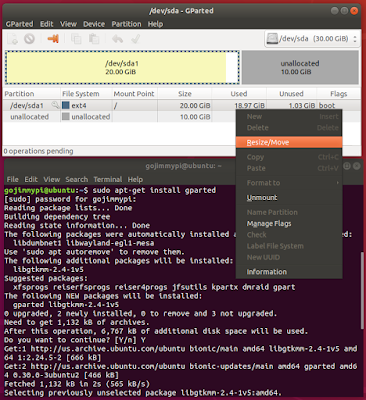 /dev/sda - GParted
GParted Edit View Device Partition Help
/dev/sda (30.00 GiB)
/dev/sda1
20.00 GiB
unallocated
10.00 GiB
Partition File System Mount Point Size Used Unused Flags
/dev/sda1 ext4 / 20.00 GiB 18.97 GiB 1.03 GiB boot
unallocated unallocated 10.00 GiB
New Insert
Delete Delete
Resize/Move
Copy Ctrl+C
Paste Ctrl+V
Format to
Unmount
Name Partition
Manage Flags
Check
Label File System
New UUID
Information
0 operations pending
gojimmypi@ubuntu: ~
File Edit View Search Terminal Help
gojimmypi@ubuntu:~$ sudo apt-get install gparted
[sudo] password for gojimmypi:
Reading package lists... Done
Building dependency tree
Reading state information... Done
The following packages were automatically installed a
ed:
libdumbnet1 libwayland-egl1-mesa
Use 'sudo apt autoremove' to remove them.
The following additional packages will be installed:
libgtkmm-2.4-1v5
Suggested packages:
xfsprogs reiserfsprogs reiser4progs jfsutils kpartx dmraid gpart
The following NEW packages will be installed:
gparted libgtkmm-2.4-1v5
0 upgraded, 2 newly installed, 0 to remove and 3 not upgraded.
Need to get 1,132 kB of archives.
After this operation, 6,767 kB of additional disk space will be used.
Do you want to continue? [Y/n] Y
Get:1 http://us.archive.ubuntu.com/ubuntu bionic/main amd64 libgtkmm-2.4-1v5 amd
64 1:2.24.5-2 [666 kB]
Get:2 http://us.archive.ubuntu.com/ubuntu bionic-updates/main amd64 gparted amd6
4 0.30.0-3ubuntu2 [466 kB]
Fetched 1,132 kB in 2s (565 kB/s)
Selecting previously unselected package libgtkmm-2.4-1v5:amd64.